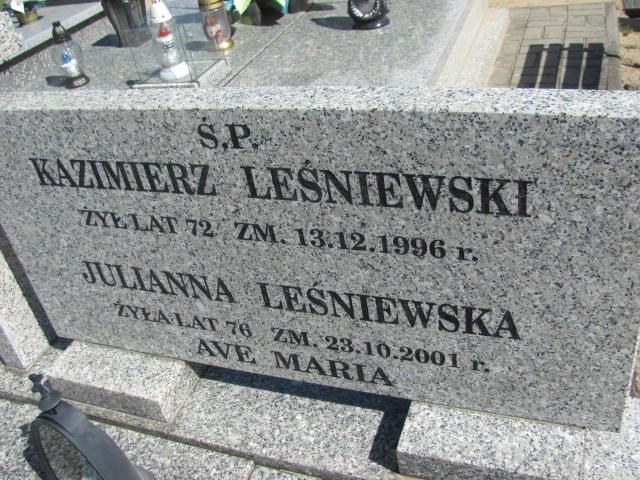 Ś.P.
KAZIMIERZ LEŚNIEWSKI
ŻYŁ LAT 72 ZM. 13.12.1996 r.
JULIANNA LEŚNIEWSKA
ŻYŁA LAT 76 ZM. 23.10.2001 r.
AVE MARIA